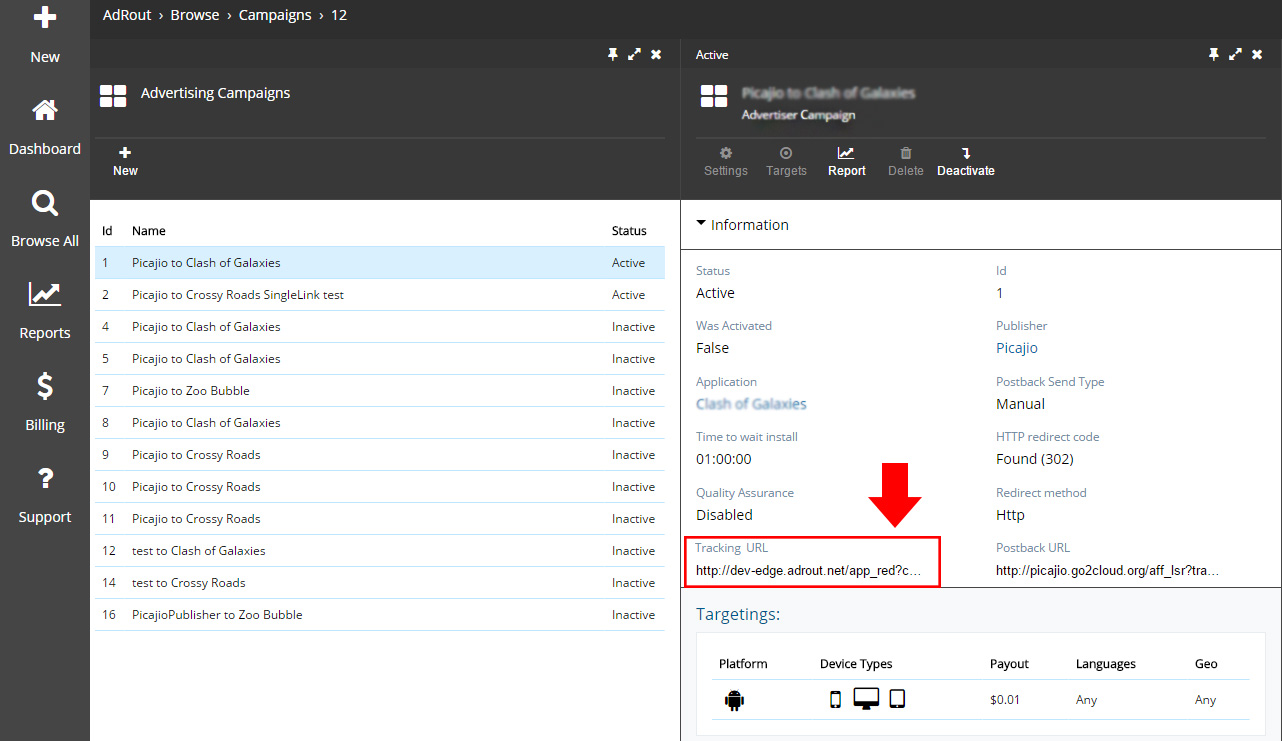 AdRout › Browse › Campaigns › 12
New
Dashboard
Browse All
Reports
Billing
Support
Advertising Campaigns
New
Id Name Status
1 Picajio to Clash of Galaxies Active
2 Picajio to Crossy Roads SingleLink test Active
4 Picajio to Clash of Galaxies Inactive
5 Picajio to Clash of Galaxies Inactive
7 Picajio to Zoo Bubble Inactive
8 Picajio to Clash of Galaxies Inactive
9 Picajio to Crossy Roads Inactive
10 Picajio to Crossy Roads Inactive
11 Picajio to Crossy Roads Inactive
12 test to Clash of Galaxies Inactive
14 test to Crossy Roads Inactive
16 PicajioPublisher to Zoo Bubble Inactive
Active
Picajio to Clash of Galaxies
Advertiser Campaign
Settings Targets Report Delete Deactivate
Information
Status Id
Active 1
Was Activated Publisher
False Picajio
Application Postback Send Type
Clash of Galaxies Manual
Time to wait install HTTP redirect code
01:00:00 Found (302)
Quality Assurance Redirect method
Disabled Http
Tracking URL Postback URL
http://dev-edge.adrout.net/app_red?c... http://picajio.go2cloud.org/aff_lsr?tra...
Targetings:
Platform Device Types Payout Languages Geo
$0.01 Any Any